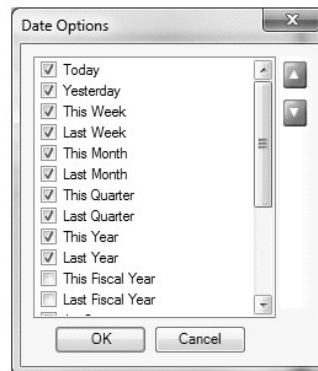 Date Options
Today
Yesterday
This Week
Last Week
This Month
Last Month
This Quarter
Last Quarter
This Year
Last Year
This Fiscal Year
Last Fiscal Year
OK
Cancel